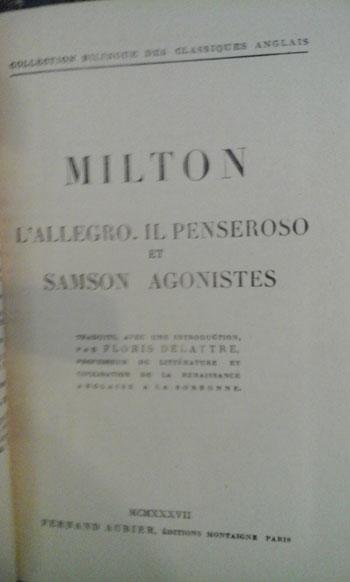 COLLECTION BILINGUE DES CLASSIQUES ANGLAIS
MILTON
L'ALLEGRO. IL PENSEROSO
ET
SAMSON AGONISTES
TRADUITS, AVEC UNE INTRODUCTION,
PAR FLORIS DELATTRE,
PROFESSEUR DE LITTÉRATURE ET
CIVILISATION DE LA RENAISSANCE
ANGLAISE A LA SORBONNE.
MCMXXXVII
FERNAND AUBIER, ÉDITIONS MONTAIGNE PARIS